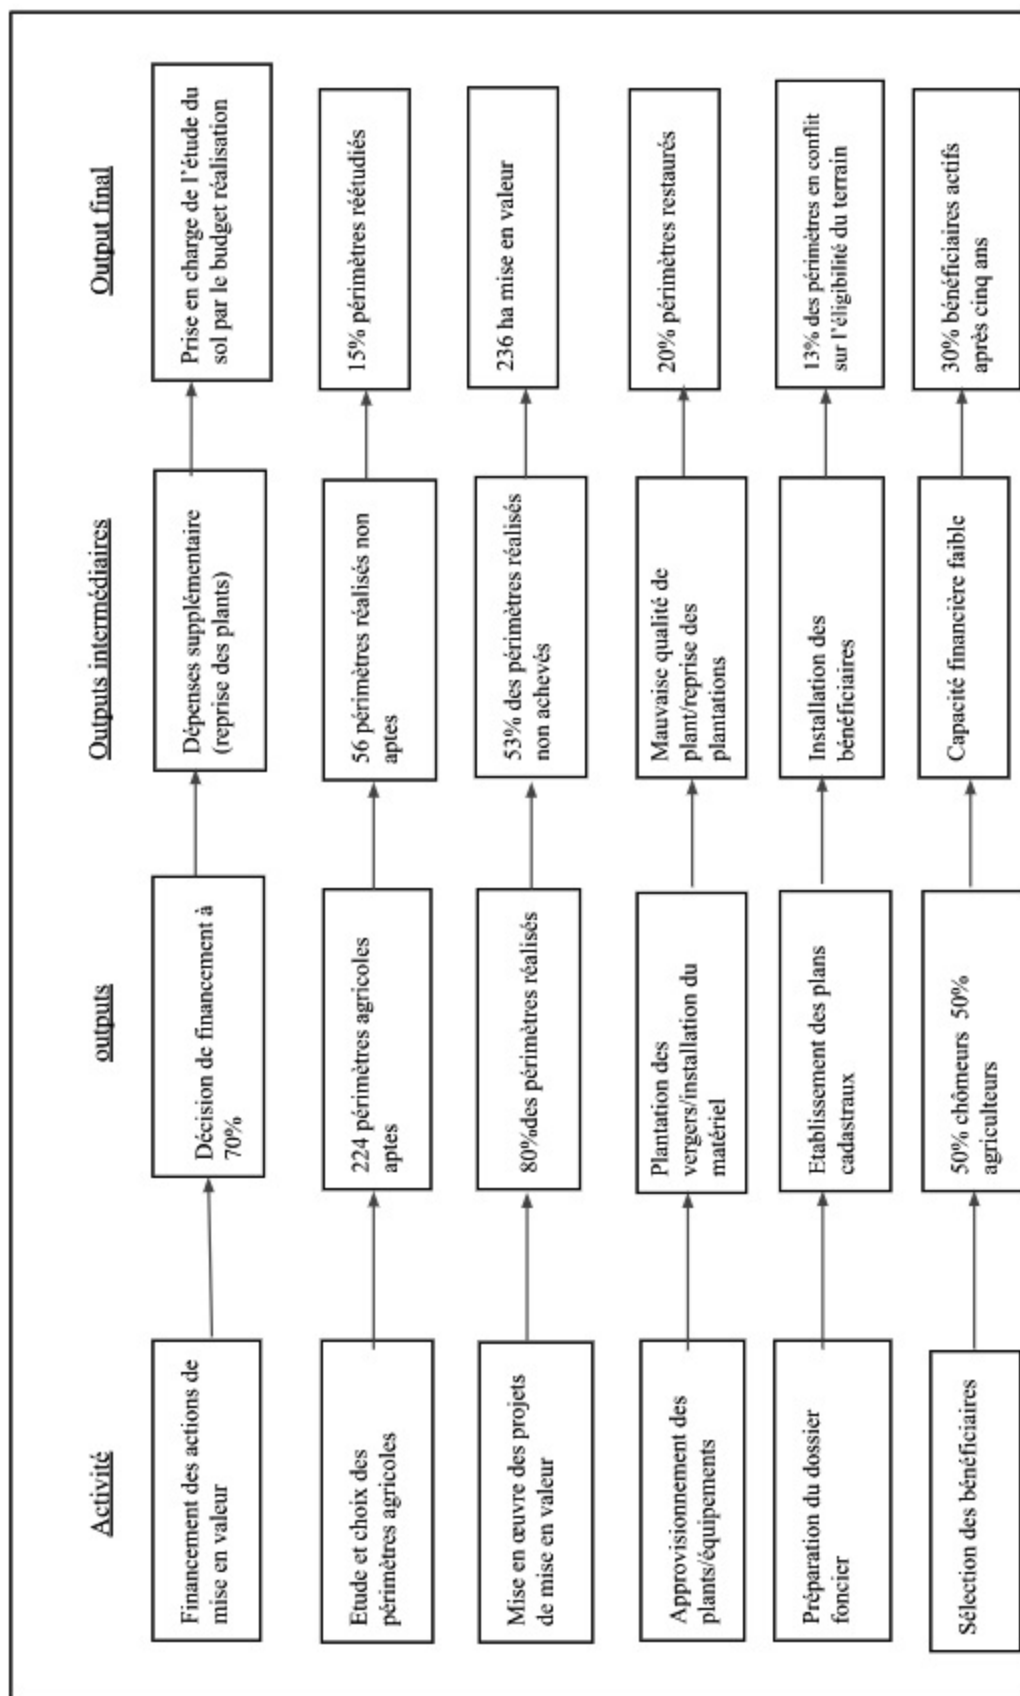 Activité
outputs
Outputs intermédiaires
Output final
Financement des actions de
mise en valeur
Décision de financement à
70%
Dépenses supplémentaire
(reprise des plants)
Prise en charge de l'étude du
sol par le budget réalisation
Etude et choix des
périmètres agricoles
224 périmètres agricoles
aptes
56 périmètres réalisés non
aptes
15% périmètres réétudiés
Mise en œuvre des projets
de mise en valeur
80%des périmètres réalisés
53% des périmètres réalisés
non achevés
236 ha mise en valeur
Approvisionnement des
plants/équipements
Plantation des
vergers/installation du
matériel
Mauvaise qualité de
plant/reprise des
plantations
20% périmètres restaurés
Préparation du dossier
foncier
Etablissement des plans
cadastraux
Installation des
bénéficiaires
13% des périmètres en conflit
sur l'éligibilité du terrain
Sélection des bénéficiaires
50% chômeurs 50%
agriculteurs
Capacité financière faible
30% bénéficiaires actifs
après cinq ans